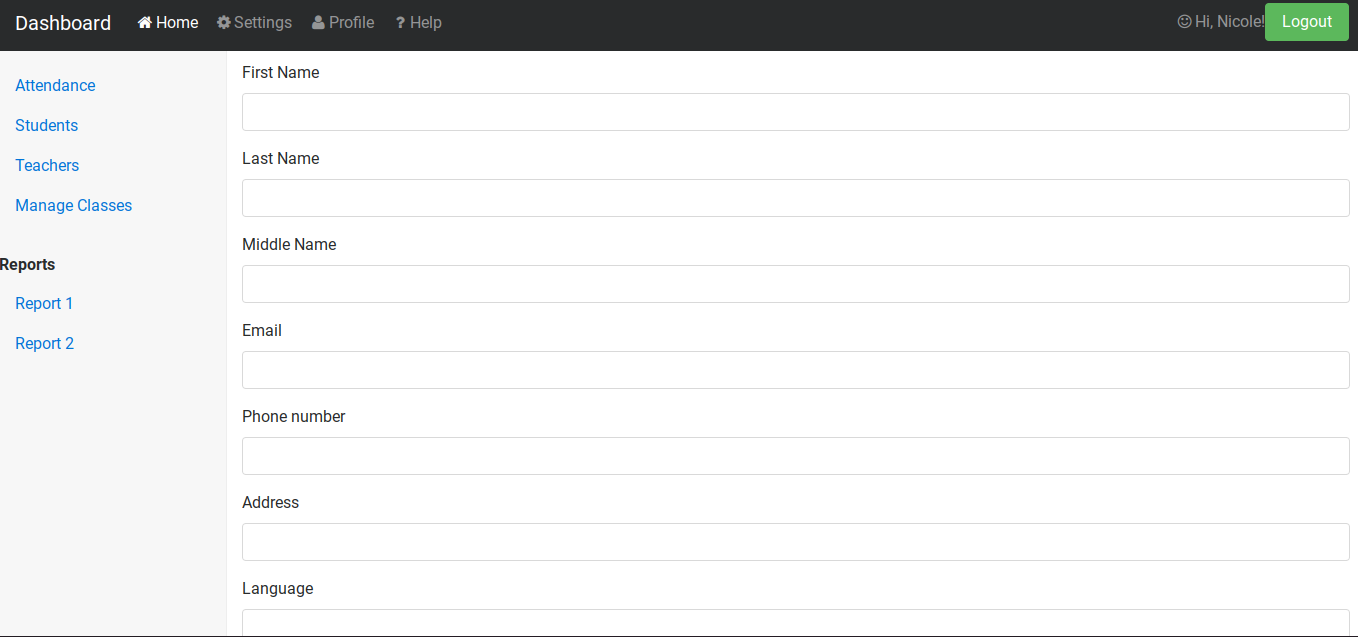 Dashboard Home Settings Profile ? Help Hi, Nicole! Logout
Attendance
Students
Teachers
Manage Classes
Reports
Report 1
Report 2
First Name
Last Name
Middle Name
Email
Phone number
Address
Language